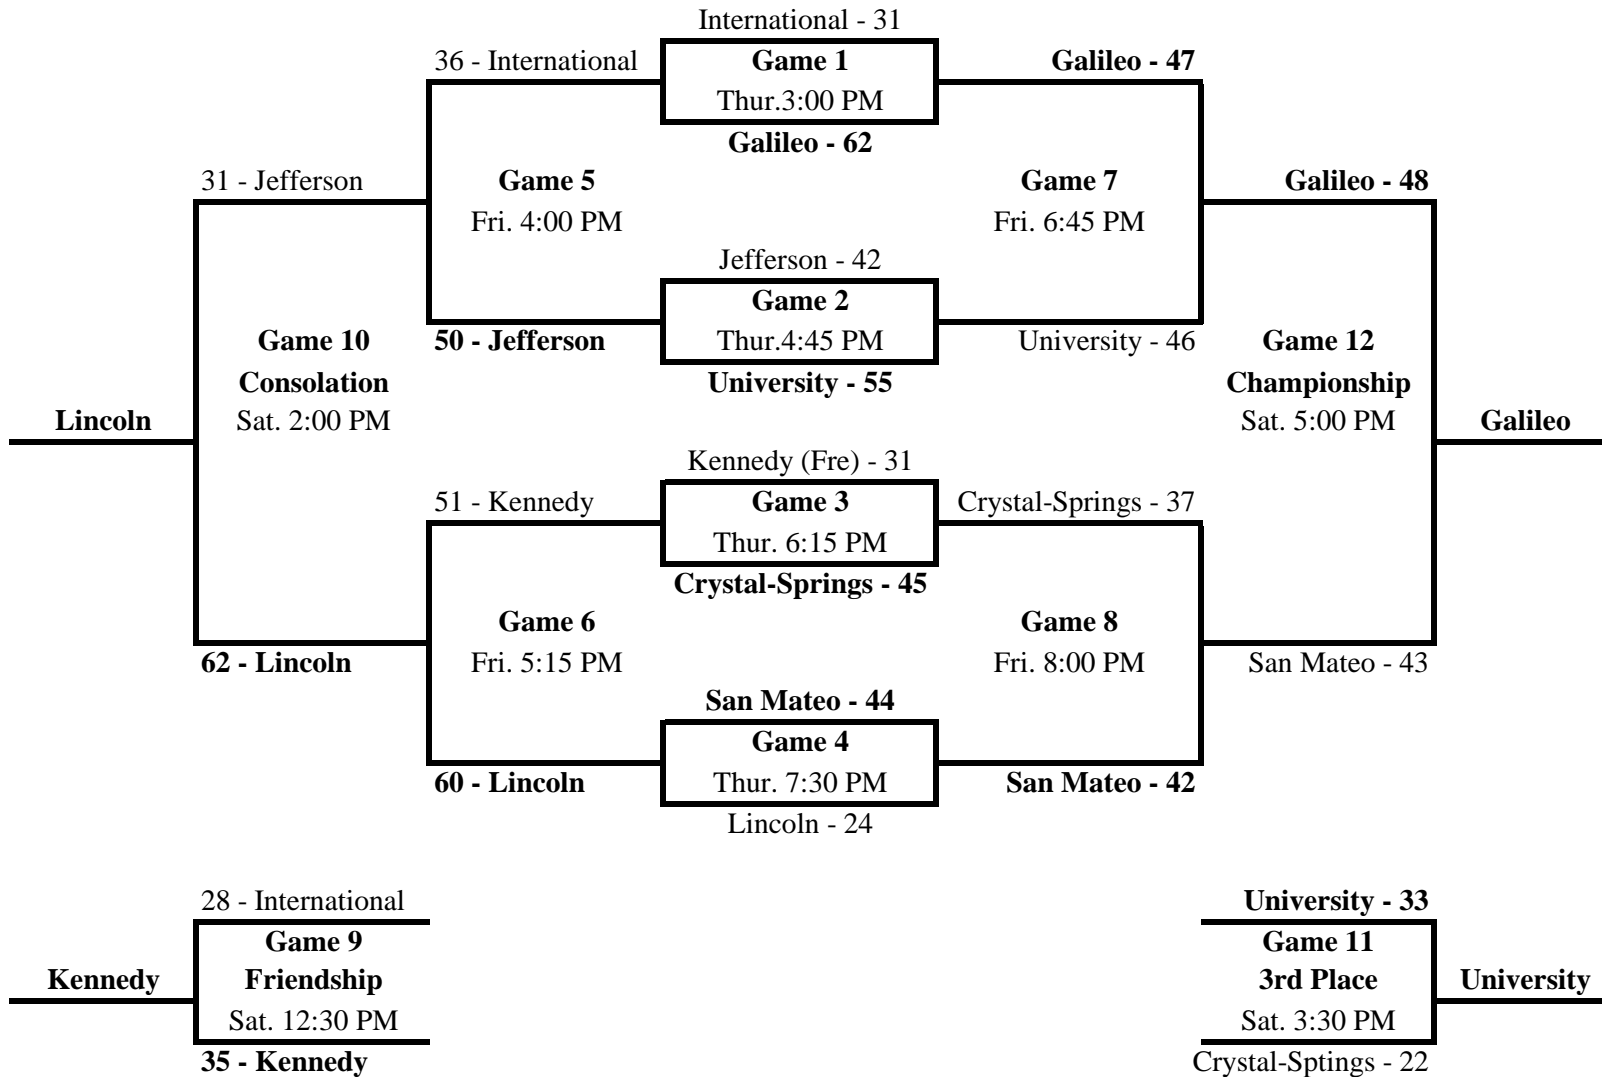 International - 31
36 - International
Game 1
Galileo - 47
Thur.3:00 PM
Galileo - 62
31 - Jefferson
Game 5
Game 7
Galileo - 48
Fri. 4:00 PM
Fri. 6:45 PM
Jefferson - 42
Game 2
Game 10
50 - Jefferson
Thur.4:45 PM
University - 46
Game 12
Consolation
University - 55
Championship
Lincoln
Sat. 2:00 PM
Sat. 5:00 PM
Galileo
Kennedy (Fre) - 31
51 - Kennedy
Game 3
Crystal-Springs - 37
Thur. 6:15 PM
Crystal-Springs - 45
Game 6
Game 8
62 - Lincoln
Fri. 5:15 PM
Fri. 8:00 PM
San Mateo - 43
San Mateo - 44
Game 4
60 - Lincoln
Thur. 7:30 PM
San Mateo - 42
Lincoln - 24
28 - International
University - 33
Game 9
Game 11
Kennedy
Friendship
3rd Place
University
Sat. 12:30 PM
Sat. 3:30 PM
35 - Kennedy
Crystal-Sptings - 22